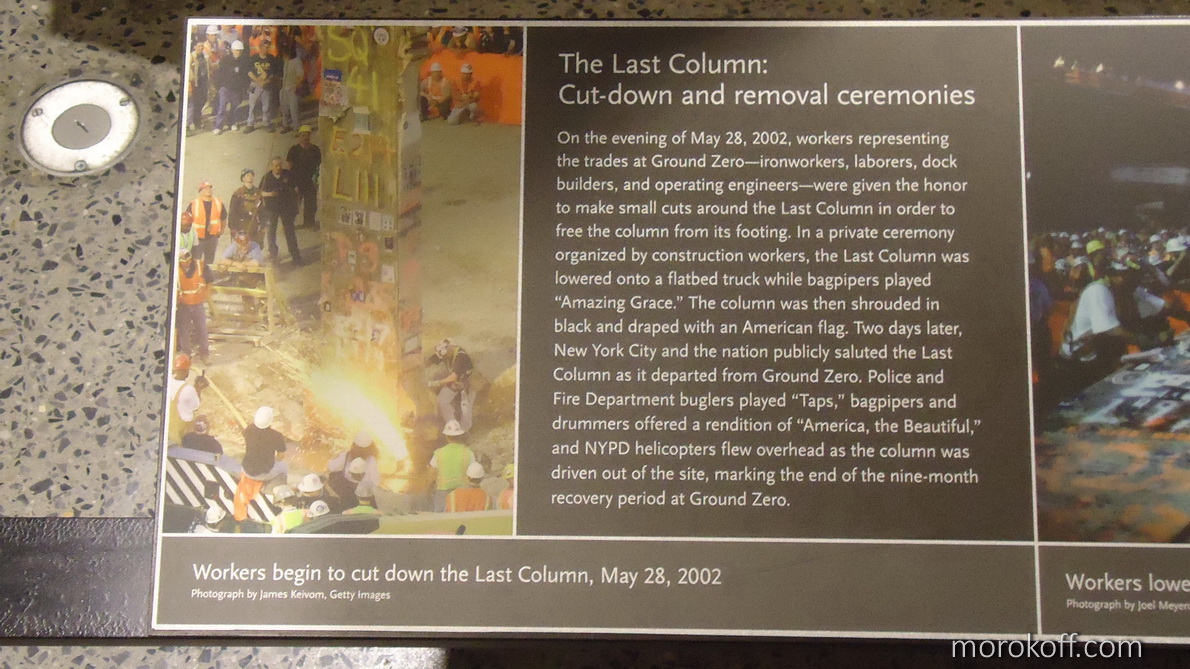 SQ
41
The Last Column:
Cut-down and removal ceremonies
On the evening of May 28, 2002, workers representing
the trades at Ground Zero—ironworkers, laborers, dock
builders, and operating engineers—were given the honor
to make small cuts around the Last Column in order to
free the column from its footing. In a private ceremony
organized by construction workers, the Last Column was
lowered onto a flatbed truck while bagpipers played
“Amazing Grace.” The column was then shrouded in
black and draped with an American flag. Two days later,
New York City and the nation publicly saluted the Last
Column as it departed from Ground Zero. Police and
Fire Department buglers played “Taps,” bagpipers and
drummers offered a rendition of “America, the Beautiful,”
and NYPD helicopters flew overhead as the column was
driven out of the site, marking the end of the nine-month
recovery period at Ground Zero.
Workers begin to cut down the Last Column, May 28, 2002
Photograph by James Keivom, Getty Images
Workers lowe
Photograph by Joel Meyer
morokoff.com